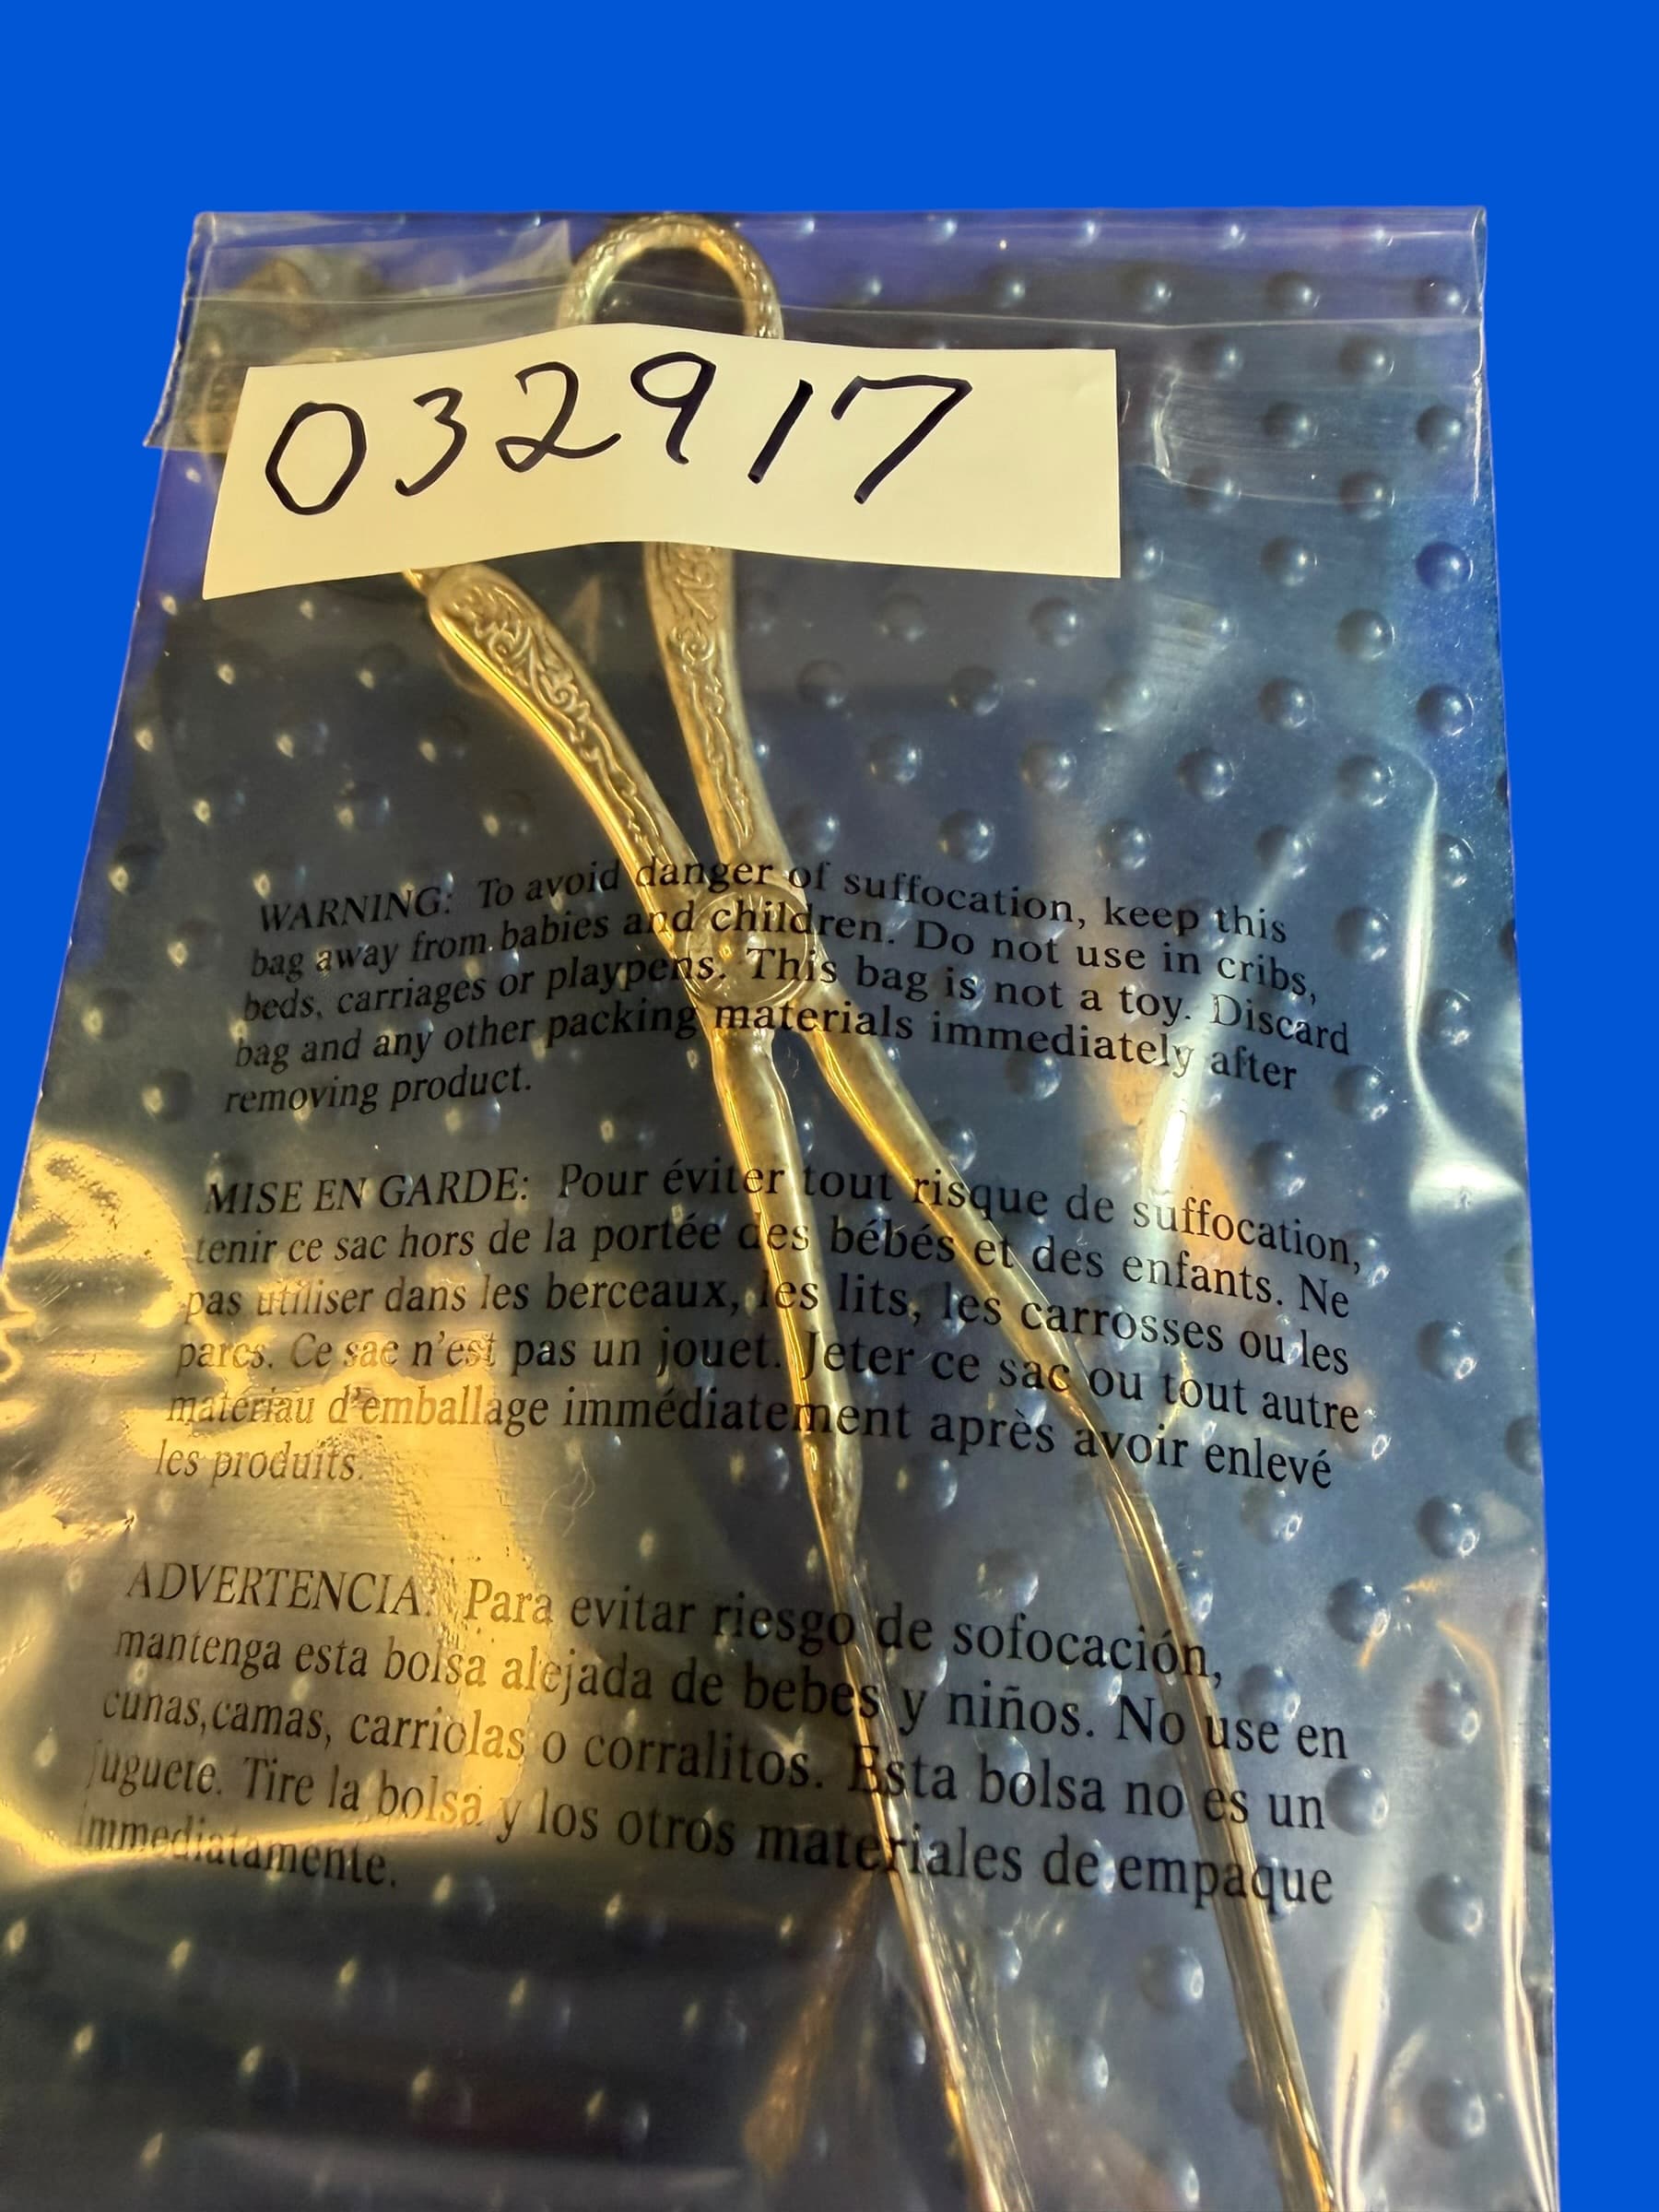 032917
WARNING: To avoid danger of suffocation, keep this
bag away from babies and children. Do not use in cribs,
beds, carriages or playpens. This bag is not a toy. Discard
bag and any other packing materials immediately after
removing product.
MISE EN GARDE: Pour éviter tout risque de suffocation,
tenir ce sac hors de la portée des bébés et des enfants. Ne
pas utiliser dans les berceaux, les lits, les carrosses ou les
parcs. Ce sac n'est pas un jouet. Jeter ce sac ou tout autre
matériau d'emballage immédiatement après avoir enlevé
les produits.
ADVERTENCIA: Para evitar riesgo de sofocación,
mantenga esta bolsa alejada de bebes y niños. No use en
cunas,camas, carriolas o corralitos. Esta bolsa no es un
juguete. Tire la bolsa y los otros materiales de empaque
immediatamente.